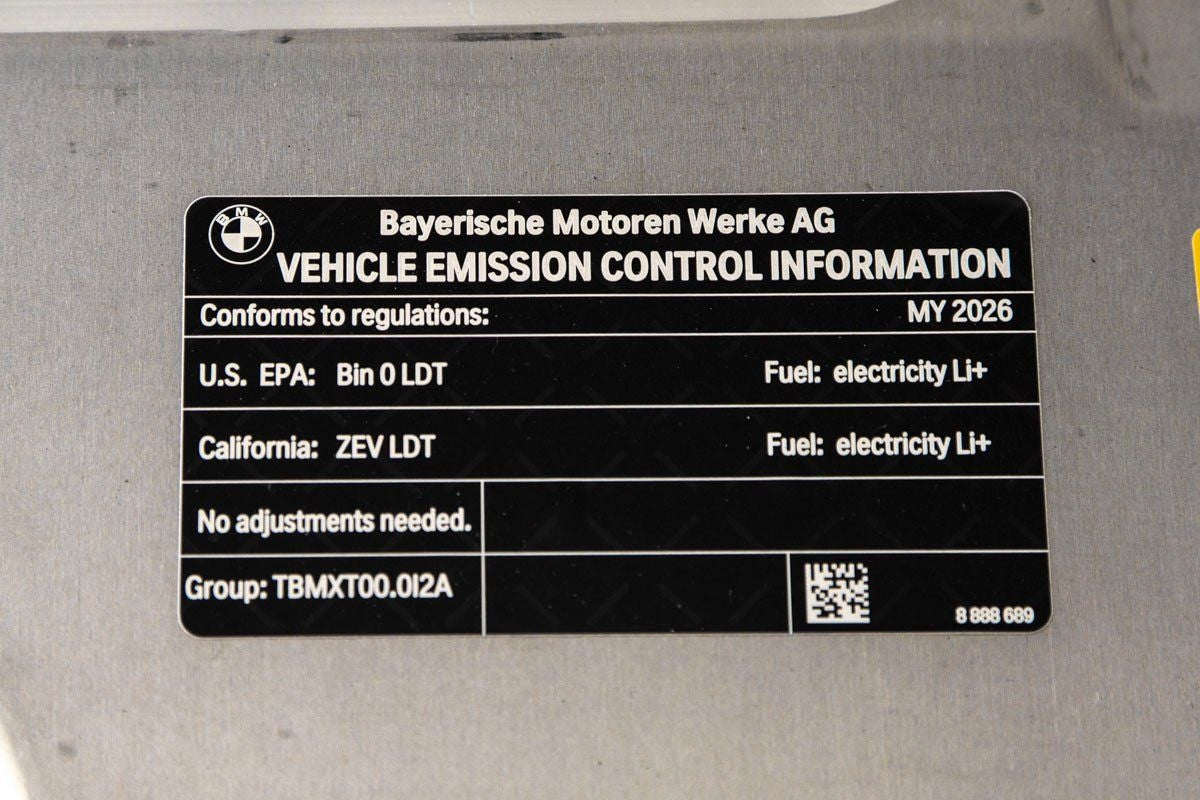 BMW
Bayerische Motoren Werke AG
VEHICLE EMISSION CONTROL INFORMATION
Conforms to regulations: MY 2026
U.S. EPA: Bin 0 LDT Fuel: electricity Li+
California: ZEV LDT Fuel: electricity Li+
No adjustments needed.
Group: TBMXT00.0I2A
8 888 689